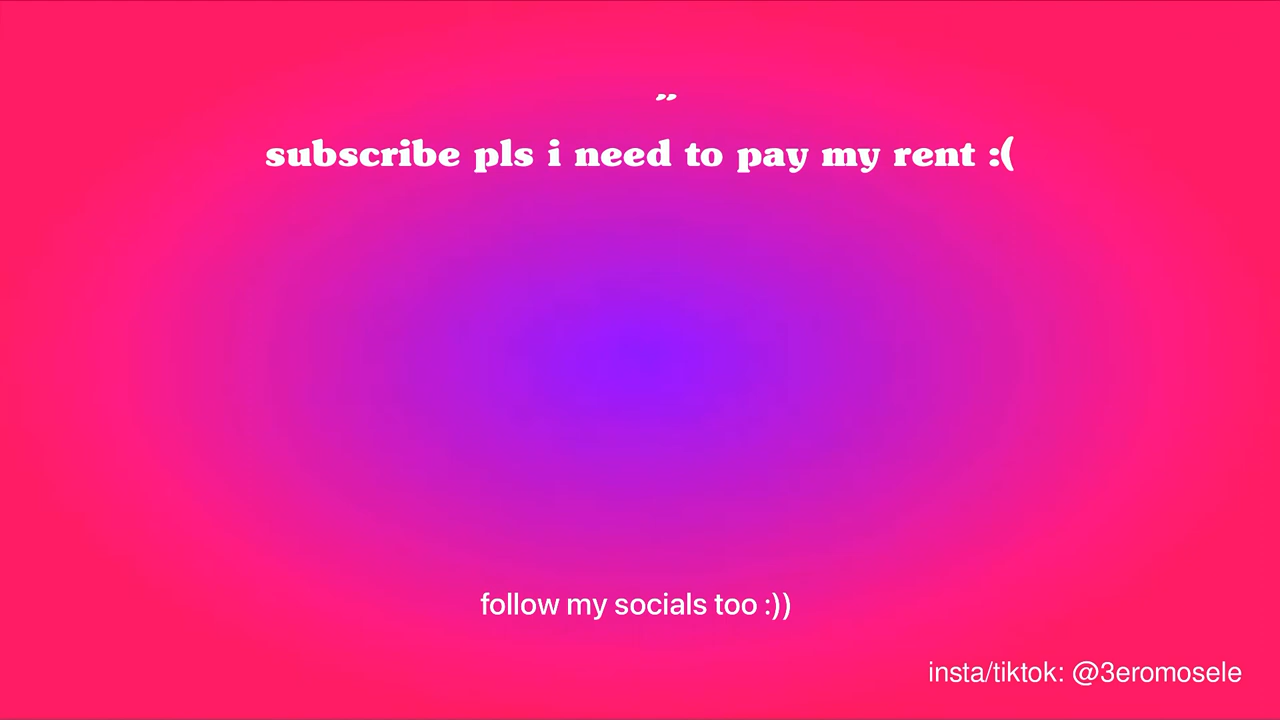 ”
subscribe pls i need to pay my rent :(
follow my socials too :))
insta/tiktok: @3eromosele